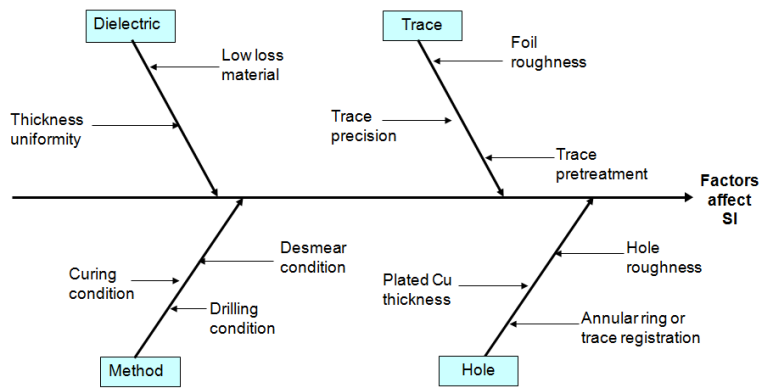 Dielectric
Trace
Low loss
material
Foil
roughness
Thickness
uniformity
Trace
precision
Trace
pretreatment
Factors
affect
SI
Desmear
condition
Hole
roughness
Curing
condition
Plated Cu
thickness
Drilling
condition
Annular ring or
trace registration
Method
Hole